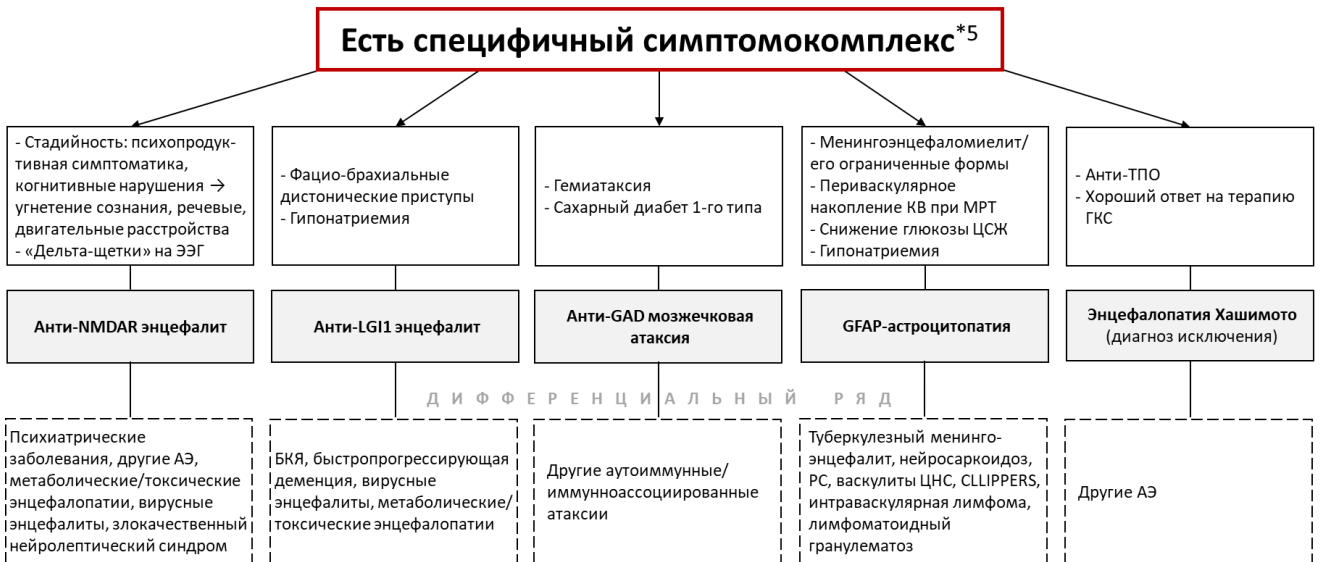 Есть специфичный симптомокомплекс*5
- Стадийность: психопродук-
тивная симптоматика,
когнитивные нарушения →
угнетение сознания, речевые,
двигательные расстройства
- «Дельта-щетки» на ЭЭГ
- Фацио-брахиальные
дистонические приступы
- Гипонатриемия
- Гемиатаксия
- Сахарный диабет 1-го типа
- Менингоэнцефаломиелит/
его ограниченные формы
- Периваскулярное
накопление КВ при МРТ
- Снижение глюкозы ЦСЖ
- Гипонатриемия
- Анти-ТПО
- Хороший ответ на терапию
ГКС
Анти-NMDAR энцефалит
Анти-LGI1 энцефалит
Анти-GAD мозжечковая
атаксия
GFAP-астроцитопатия
Энцефалопатия Хашимото
(диагноз исключения)
ДИФФЕРЕНЦИАЛЬНЫЙ РЯД
Психиатрические
заболевания, другие АЭ,
метаболические/токсические
энцефалопатии, вирусные
энцефалиты, злокачественный
нейролептический синдром
БКЯ, быстропрогрессирующая
деменция, вирусные
энцефалиты, метаболические/
токсические энцефалопатии
Другие аутоиммунные/
иммунноассоциированные
атаксии
Туберкулезный менинго-
энцефалит, нейросаркоидоз,
РС, васкулиты ЦНС, CLLIPPERS,
интраваскулярная лимфома,
лимфоматоидный
гранулематоз
Другие АЭ